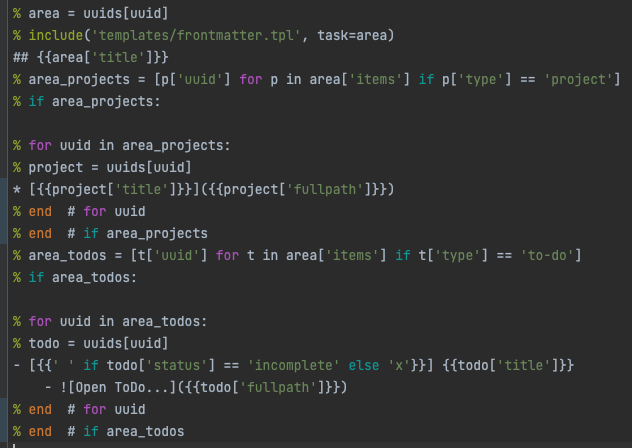 % area = uuids[uuid]
% include('templates/frontmatter.tpl', task=area)
## {{area['title']}}
% area_projects = [p['uuid'] for p in area['items'] if p['type'] == 'project']
% if area_projects:
% for uuid in area_projects:
% project = uuids[uuid]
* [{{project['title']}}]({{project['fullpath']}})
% end  # for uuid
% end  # if area_projects
% area_todos = [t['uuid'] for t in area['items'] if t['type'] == 'to-do']
% if area_todos:
% for uuid in area_todos:
% todo = uuids[uuid]
- [{{' ' if todo['status'] == 'incomplete' else 'x'}}] {{todo['title']}}
    - ![Open ToDo...]({{todo['fullpath']}})
% end  # for uuid
% end  # if area_todos